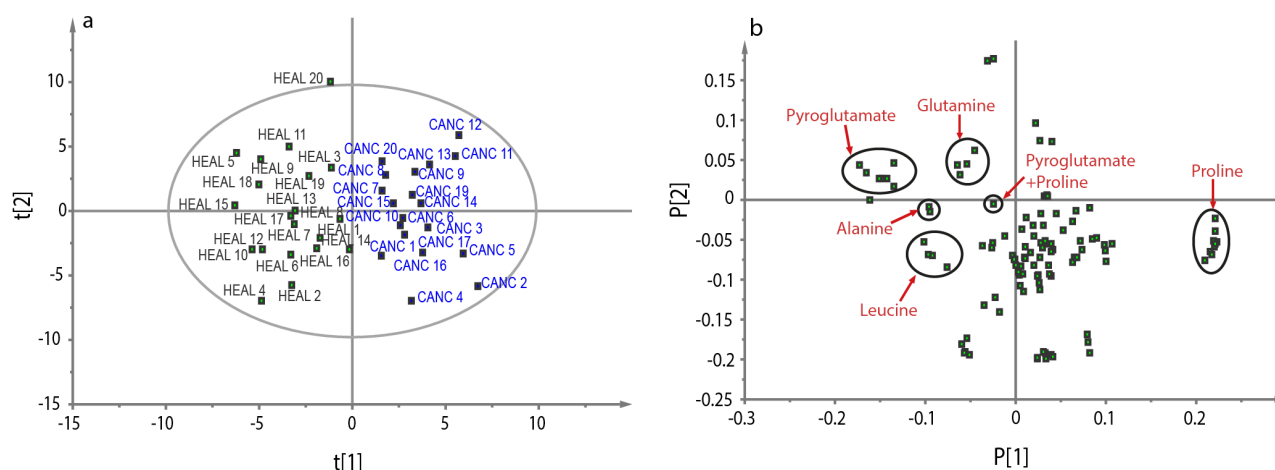 a
t[2]
10
5
0
-5
-10
-15
-15
-10
-5
0
5
10
t[1]
HEAL 20
HEAL 11
HEAL 5
HEAL 9
HEAL 3
HEAL 18
HEAL 19
HEAL 15
HEAL 13
HEAL 17
HEAL 8
HEAL 1
HEAL 7
HEAL 14
HEAL 12
HEAL 10
HEAL 6
HEAL 16
HEAL 4
HEAL 2
CANC 12
CANC 20
CANC 13
CANC 11
CANC 8
CANC 9
CANC 7
CANC 19
CANC 15
CANC 14
CANC 10
CANC 6
CANC 3
CANC 1
CANC 17
CANC 5
CANC 16
CANC 2
CANC 4
b
P[2]
0.15
0.1
0.05
0
-0.05
-0.1
-0.15
-0.2
-0.25
-0.3
-0.2
-0.1
0
0.1
0.2
P[1]
Pyroglutamate
Glutamine
Pyroglutamate
+Proline
Proline
Alanine
Leucine